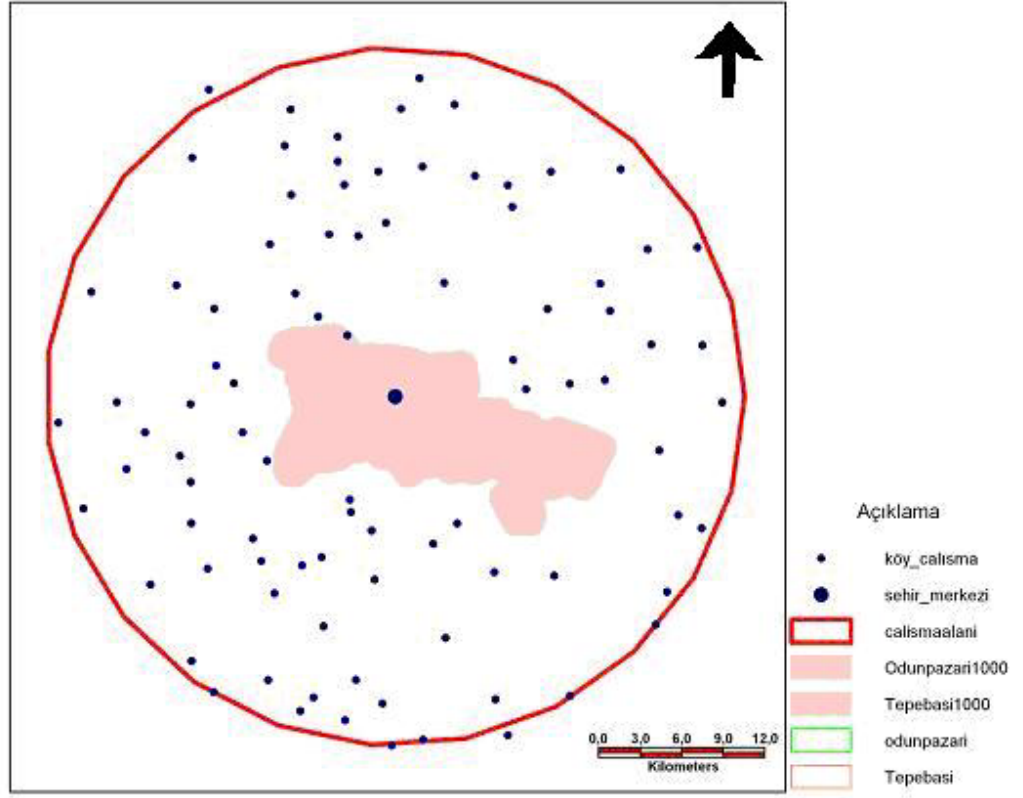 Açıklama
köy_calısma
sehir_merkezi
calismaalani
Odunpazari1000
Tepebasi1000
odunpazari
Tepebasi
0,0 3,0 6,0 9,0 12,0
Kilometers